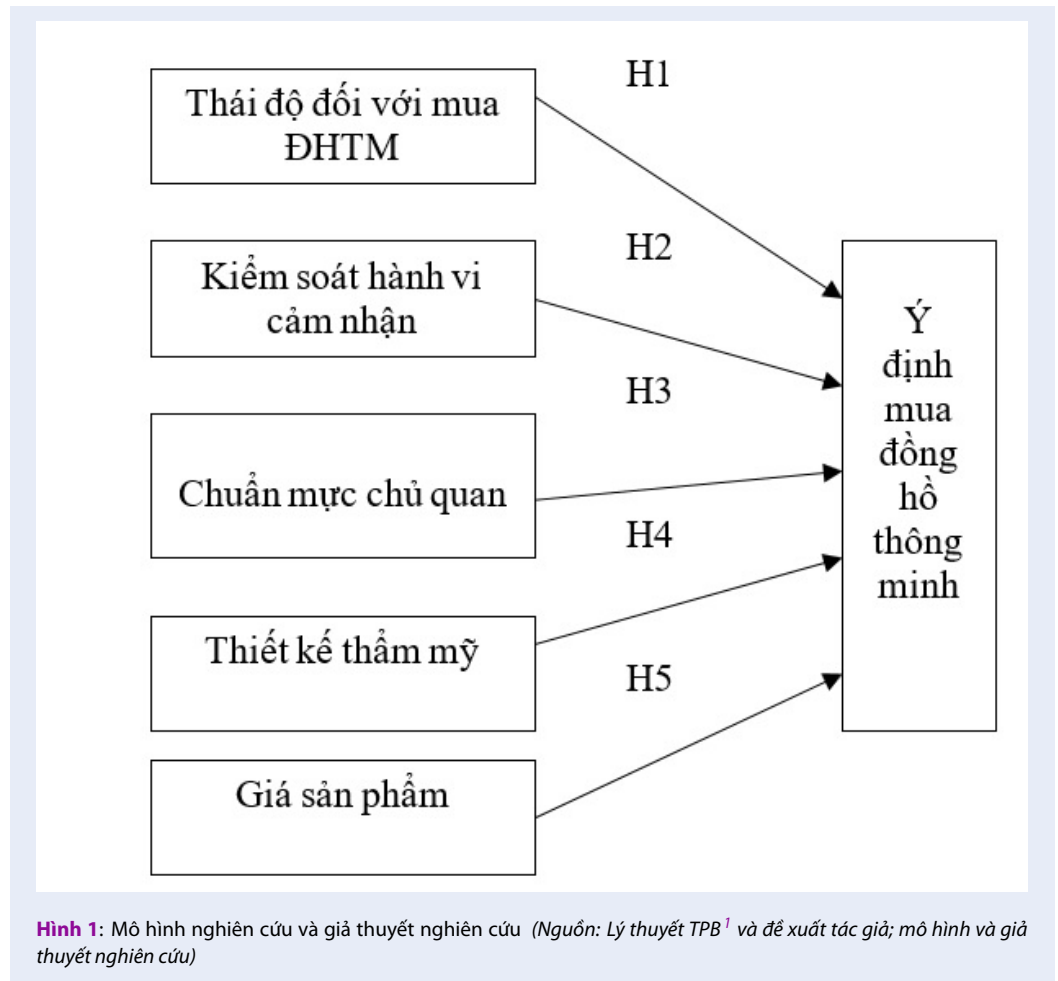 H1
Thái độ đối với mua
ĐHTM
H2
Kiểm soát hành vi
cảm nhận
H3
Chuẩn mực chủ quan
H4
Thiết kế thẩm mỹ
H5
Giá sản phẩm
Ý
định
mua
đồng
hồ
thông
minh
Hình 1: Mô hình nghiên cứu và giả thuyết nghiên cứu (Nguồn: Lý thuyết TPB 1 và đề xuất tác giả; mô hình và giả
thuyết nghiên cứu)